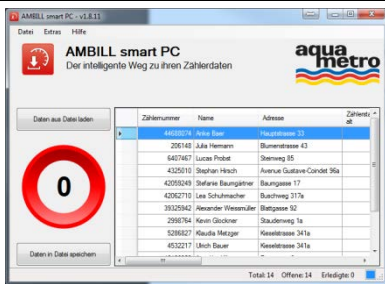 AMBILL smart PC - v1.8.11
Datei Extras Hilfe
AMBILL smart PC
Der intelligente Weg zu ihren Zählerdaten
aqua
metro
Daten aus Datei laden
0
Daten in Datei speichern
Zählernummer Name Adresse Zählersta alt
44608074 Anke Baer Hauptstrasse 33
206148 Julia Hermann Blumenstrasse 43
6407467 Lucas Probst Steinweg 85
4325010 Stephan Hirsch Avenue Gustave-Coindet 96a
42059249 Stefanie Baumgärtner Baumgasse 17
42062710 Lea Schuhmacher Buschweg 317a
39325942 Alexander Weissmüller Blattgasse 92
2998764 Kevin Glockner Staudenweg 1a
5286827 Klaudia Metzger Kieselstrasse 341a
4532217 Ulrich Bauer Kieselstrasse 341a
Total: 14 Offene: 14 Erledigte: 0